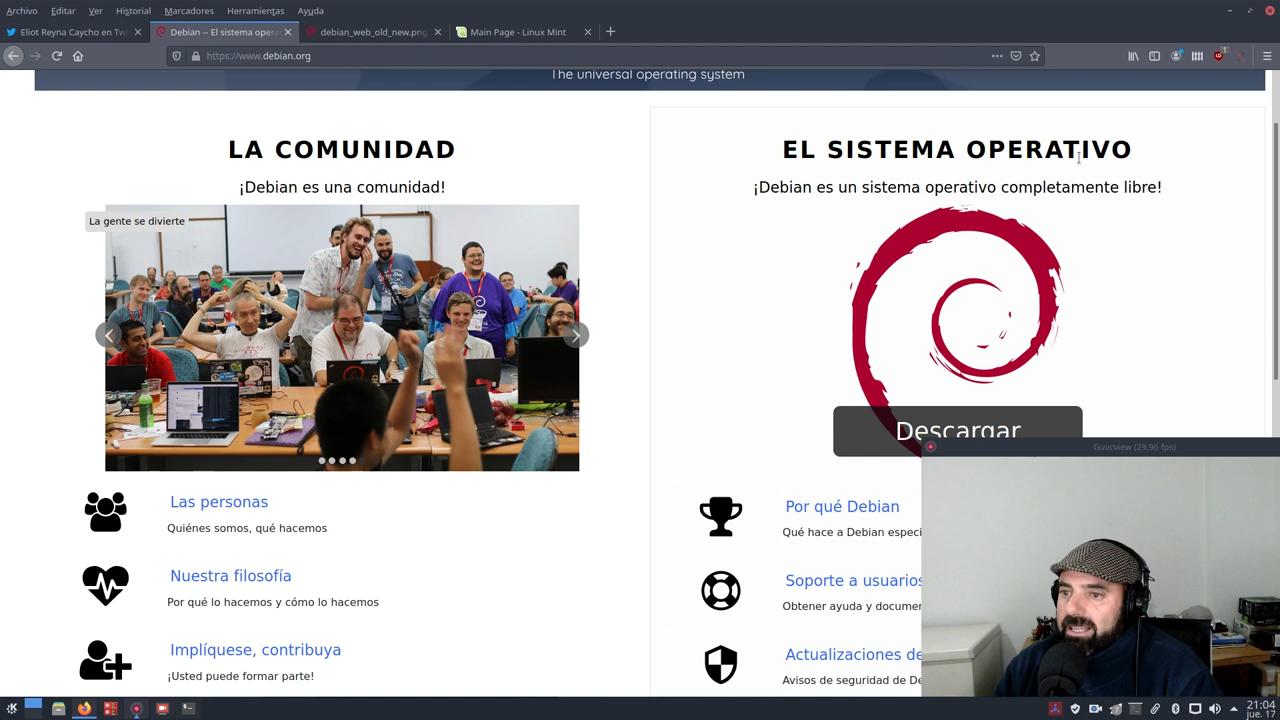 Archivo Editar Ver Historial Marcadores Herramientas Ayuda
Eliot Reyna Caycho en Tw
Debian -- El sistema opera
debian_web_old_new.png
Main Page - Linux Mint
https://www.debian.org
The universal operating system
LA COMUNIDAD
¡Debian es una comunidad!
La gente se divierte
Las personas
Quiénes somos, qué hacemos
Nuestra filosofía
Por qué lo hacemos y cómo lo hacemos
Implíquese, contribuya
¡Usted puede formar parte!
EL SISTEMA OPERATIVO
¡Debian es un sistema operativo completamente libre!
Descargar
Por qué Debian
Qué hace a Debian especi
Soporte a usuarios
Obtener ayuda y documen
Actualizaciones de
Avisos de seguridad de De
Guvcview (29.96 fps)
21:04
jue. 17